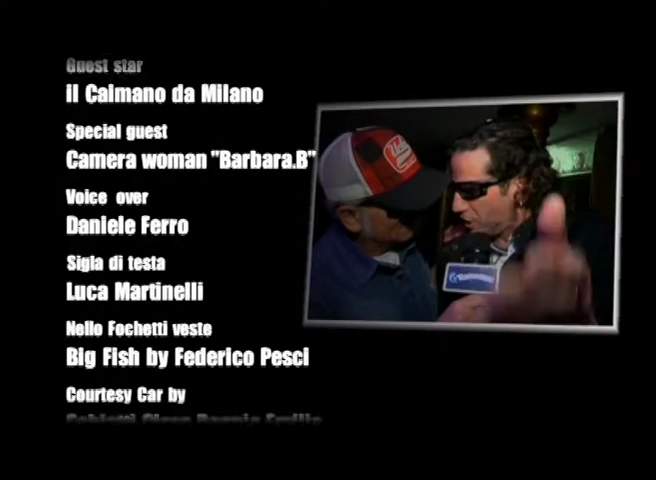 Guest star
il Caimano da Milano
Special guest
Camera woman "Barbara.B"
Voice over
Daniele Ferro
Sigla di testa
Luca Martinelli
Nello Fochetti veste
Big Fish by Federico Pesci
Courtesy Car by